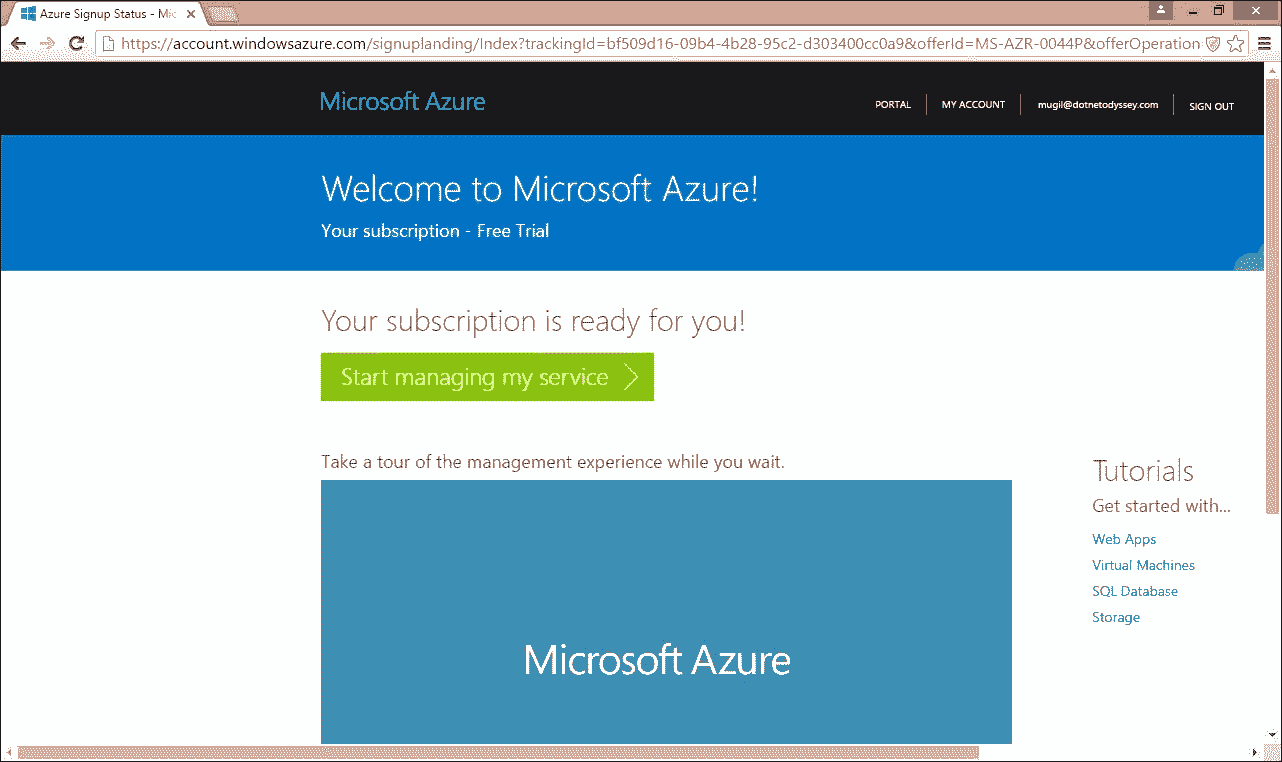 Azure Signup Status - Mic
https://account.windowsazure.com/signuplanding/Index?trackingId=bf509d16-09b4-4b28-95c2-d303400cc0a9&offerId=MS-AZR-0044P&offerOperation
Microsoft Azure
PORTAL
MY ACCOUNT
mugil@dotnetodyssey.com
SIGN OUT
Welcome to Microsoft Azure!
Your subscription - Free Trial
Your subscription is ready for you!
Start managing my service
Take a tour of the management experience while you wait.
Microsoft Azure
Tutorials
Get started with...
Web Apps
Virtual Machines
SQL Database
Storage